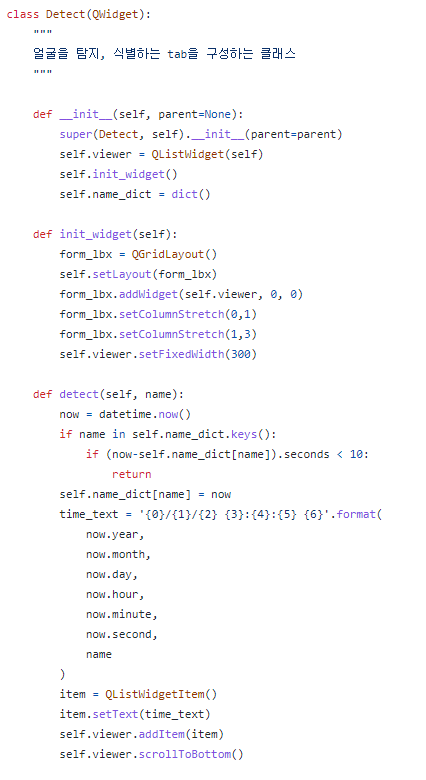 class Detect(QWidget):
    """
    얼굴을 탐지, 식별하는 tab을 구성하는 클래스
    """

    def __init__(self, parent=None):
        super(Detect, self).__init__(parent=parent)
        self.viewer = QListWidget(self)
        self.init_widget()
        self.name_dict = dict()

    def init_widget(self):
        form_lbx = QGridLayout()
        self.setLayout(form_lbx)
        form_lbx.addWidget(self.viewer, 0, 0)
        form_lbx.setColumnStretch(0,1)
        form_lbx.setColumnStretch(1,3)
        self.viewer.setFixedWidth(300)

    def detect(self, name):
        now = datetime.now()
        if name in self.name_dict.keys():
            if (now-self.name_dict[name]).seconds < 10:
                return
        self.name_dict[name] = now
        time_text = '{0}/{1}/{2} {3}:{4}:{5} {6}'.format(
            now.year,
            now.month,
            now.day,
            now.hour,
            now.minute,
            now.second,
            name
        )
        item = QListWidgetItem()
        item.setText(time_text)
        self.viewer.addItem(item)
        self.viewer.scrollToBottom()